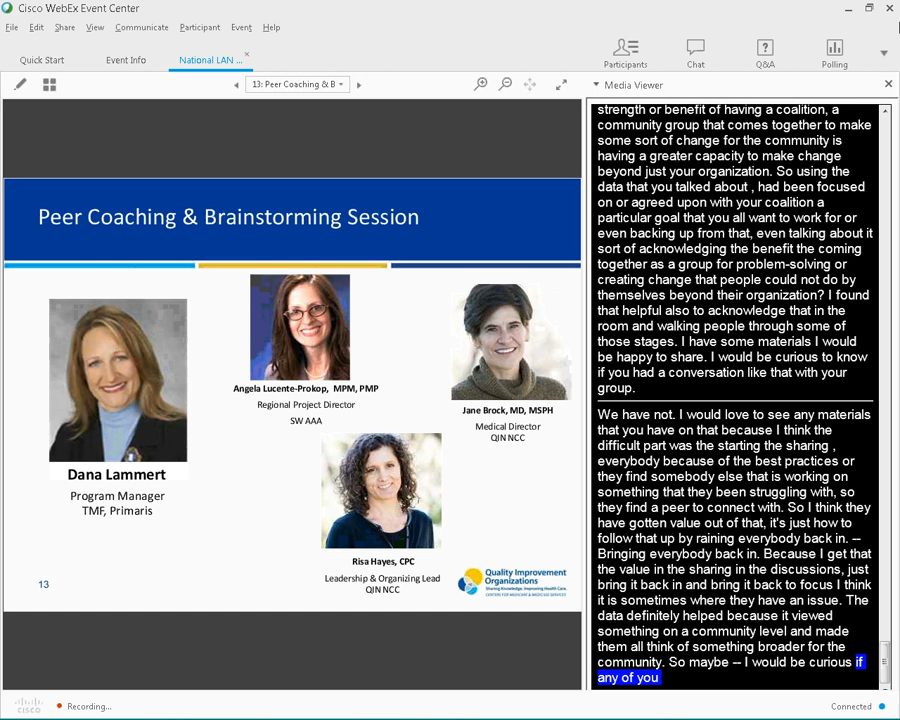 Cisco WebEx Event Center
File Edit Share View Communicate Participant Event Help
Quick Start Event Info National LAN ... ×
Participants Chat Q&A Polling
13: Peer Coaching & B
Media Viewer
Peer Coaching & Brainstorming Session
Dana Lammert
Program Manager
TMF, Primaris
Angela Lucente-Prokop, MPM, PMP
Regional Project Director
SW AAA
Jane Brock, MD, MSPH
Medical Director
QIN NCC
Risa Hayes, CPC
Leadership & Organizing Lead
QIN NCC
13
Quality Improvement
Organizations
Sharing Knowledge. Improving Health Care.
CENTERS FOR MEDICARE & MEDICAID SERVICES
strength or benefit of having a coalition, a
community group that comes together to make
some sort of change for the community is
having a greater capacity to make change
beyond just your organization. So using the
data that you talked about , had been focused
on or agreed upon with your coalition a
particular goal that you all want to work for or
even backing up from that, even talking about it
sort of acknowledging the benefit the coming
together as a group for problem-solving or
creating change that people could not do by
themselves beyond their organization? I found
that helpful also to acknowledge that in the
room and walking people through some of
those stages. I have some materials I would
be happy to share. I would be curious to know
if you had a conversation like that with your
group.
We have not. I would love to see any materials
that you have on that because I think the
difficult part was the starting the sharing ,
everybody because of the best practices or
they find somebody else that is working on
something that they been struggling with, so
they find a peer to connect with. So I think they
have gotten value out of that, it's just how to
follow that up by raining everybody back in. --
Bringing everybody back in. Because I get that
the value in the sharing in the discussions, just
bring it back in and bring it back to focus I think
it is sometimes where they have an issue. The
data definitely helped because it viewed
something on a community level and made
them all think of something broader for the
community. So maybe -- I would be curious if
any of you
cisco Recording...
Connected